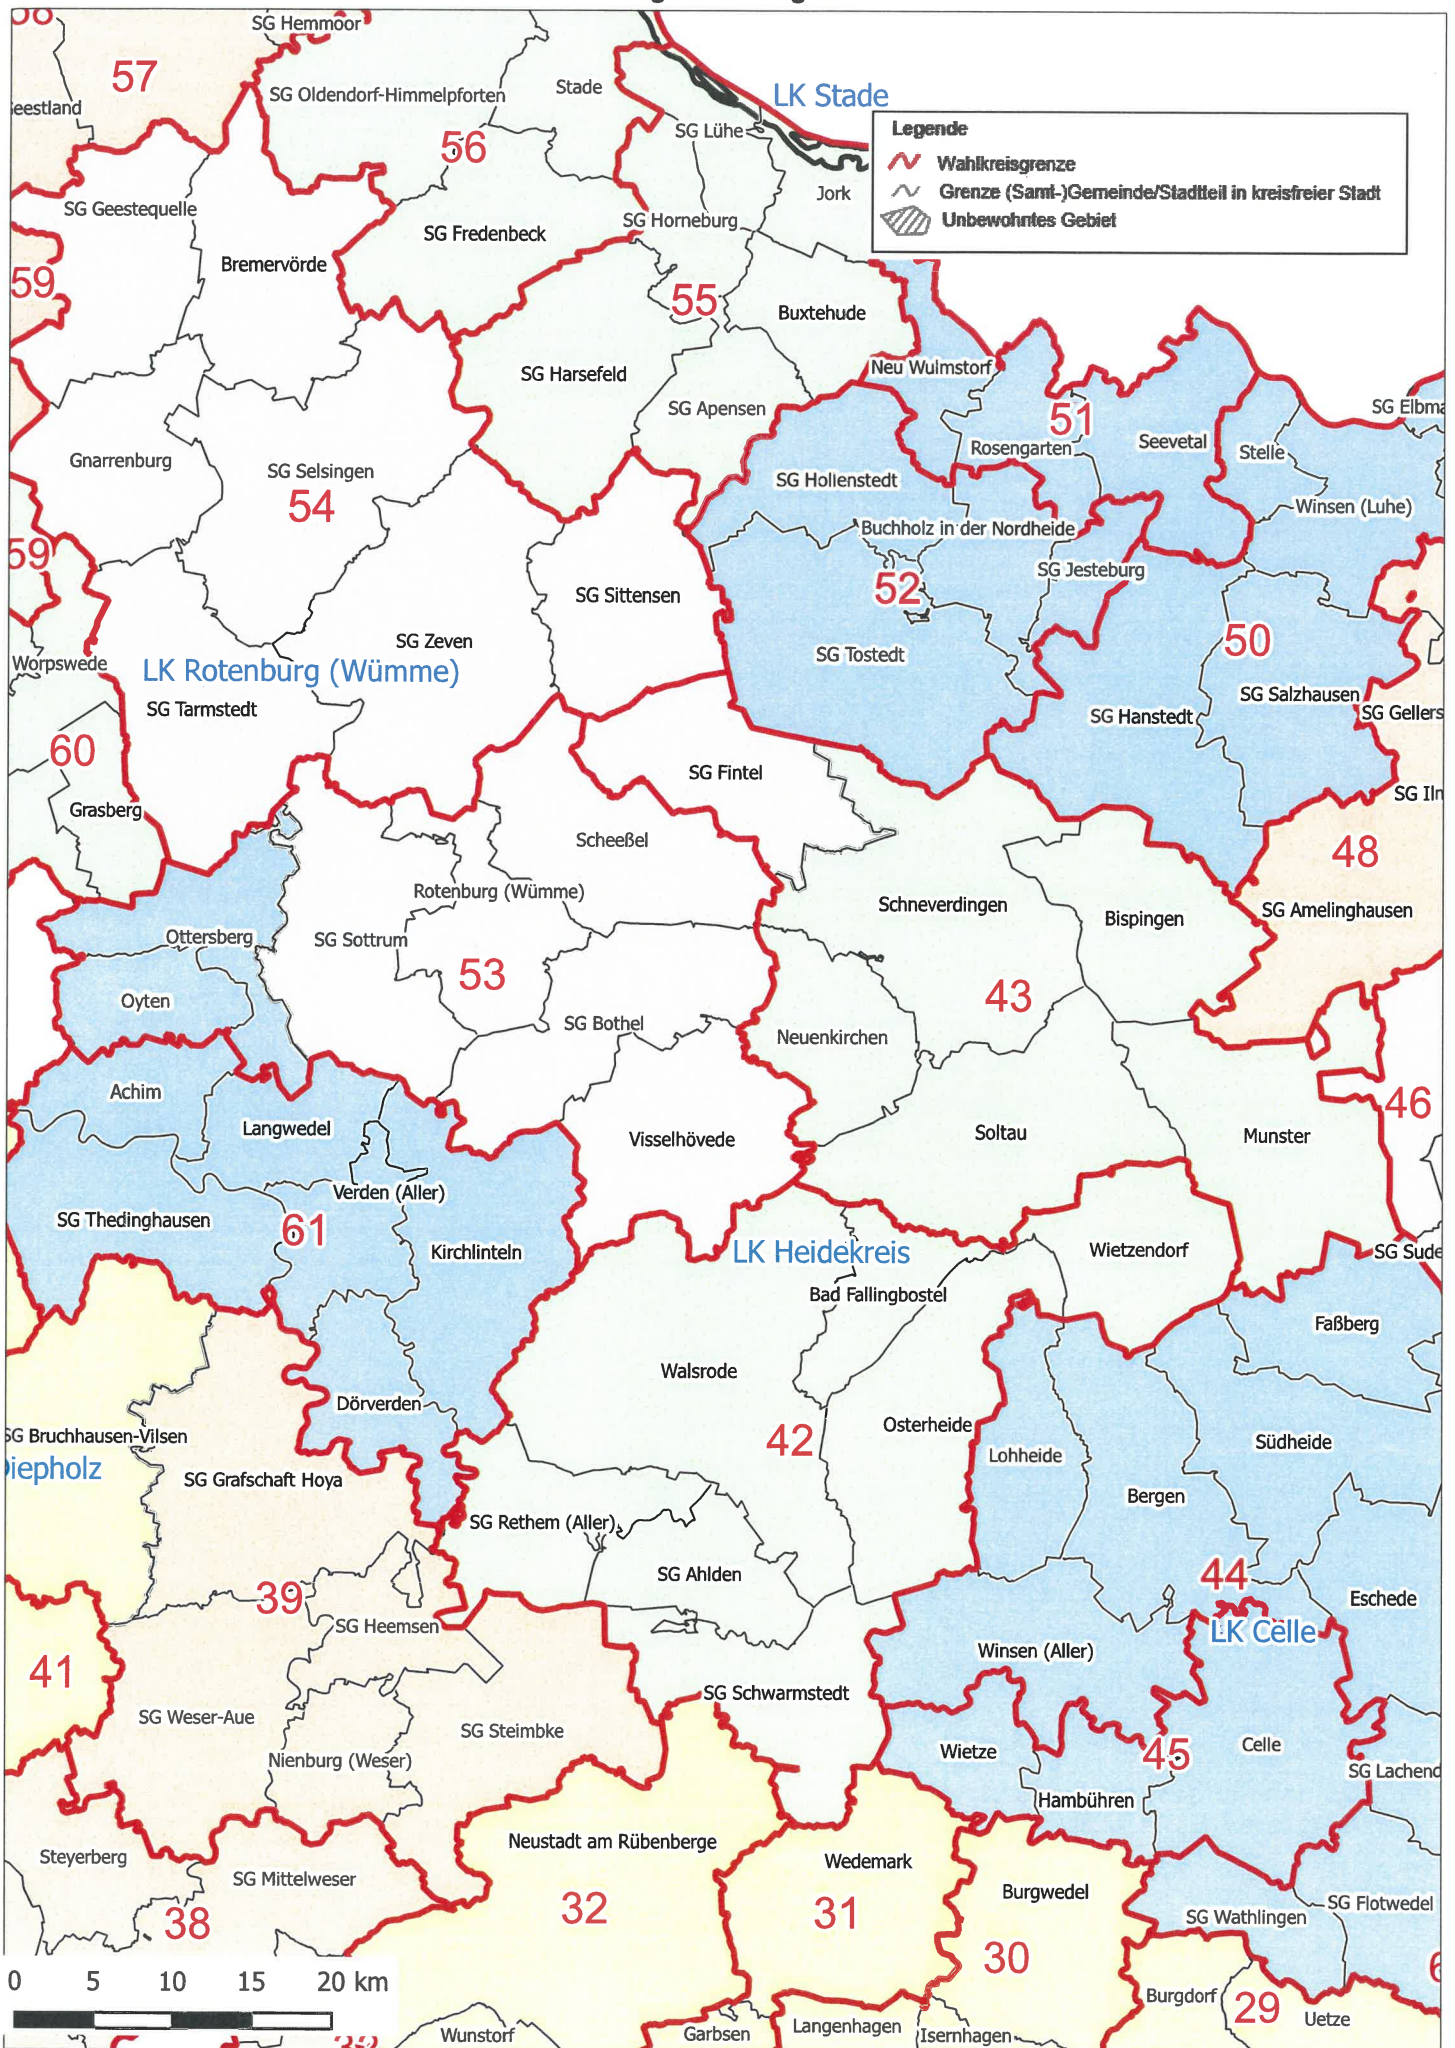 SG Hemmoor
57
eestland
SG Oldendorf-Himmelpforten
Stade
LK Stade
56
SG Lühe
Legende
Wahlkreisgrenze
Grenze (Samt-)Gemeinde/Stadtteil in kreisfreier Stadt
Unbewohntes Gebiet
Jork
SG Geestequelle
SG Horneburg
SG Fredenbeck
Bremervörde
59
55
Buxtehude
Neu Wulmstorf
SG Harsefeld
SG Apensen
51
SG Elbma
Gnarrenburg
SG Selsingen
54
Rosengarten
Seevetal
Stelle
SG Hollenstedt
Winsen (Luhe)
Buchholz in der Nordheide
59
SG Jesteburg
52
SG Sittensen
SG Zeven
50
Worpswede
LK Rotenburg (Wümme)
SG Tostedt
SG Salzhausen
SG Tarmstedt
SG Hanstedt
SG Gellers
60
SG Fintel
Grasberg
SG Iln
Scheeßel
48
Rotenburg (Wümme)
Schneverdingen
Bispingen
SG Amelinghausen
Ottersberg
SG Sottrum
53
43
Oyten
SG Bothel
Neuenkirchen
Achim
46
Langwedel
Visselhövede
Soltau
Munster
Verden (Aller)
SG Thedinghausen
61
Kirchlinteln
LK Heidekreis
Wietzendorf
SG Sude
Bad Fallingbostel
Faßberg
Walsrode
Dörverden
Osterheide
SG Bruchhausen-Vilsen
42
Lohheide
Südheide
Diepholz
SG Grafschaft Hoya
Bergen
SG Rethem (Aller)
SG Ahlden
44
39
Eschede
SG Heemsen
LK Celle
Winsen (Aller)
41
SG Schwarmstedt
SG Weser-Aue
SG Steimbke
Wietze
45
Celle
Nienburg (Weser)
SG Lachend
Hambühren
Neustadt am Rübenberge
Steyerberg
Wedemark
SG Mittelweser
Burgwedel
32
31
SG Flotwedel
38
SG Wathlingen
30
0 5 10 15 20 km
Burgdorf
29
Uetze
Wunstorf
Garbsen
Langenhagen
Isernhagen